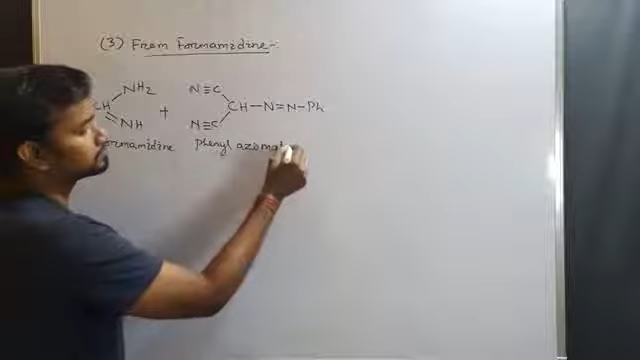 (3) From Formamidine:-
NH2 N≡C
CH + CH-N=N-Ph
NH N≡C
Formamidine Phenyl azomal